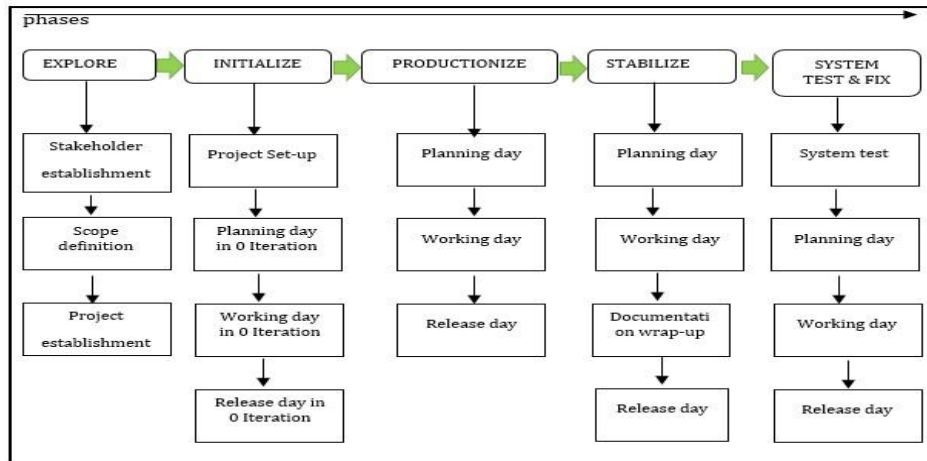 phases
EXPLORE
INITIALIZE
PRODUCTIONIZE
STABILIZE
SYSTEM
TEST & FIX
Stakeholder
establishment
Project Set-up
Planning day
Planning day
System test
Scope
definition
Planning day
in 0 Iteration
Working day
Working day
Planning day
Project
establishment
Working day
in 0 Iteration
Release day
Documentati
on wrap-up
Working day
Release day in
0 Iteration
Release day
Release day